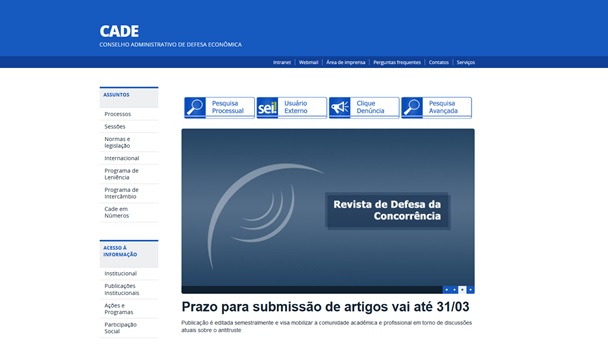 CADE
CONSELHO ADMINISTRATIVO DE DEFESA ECONÔMICA
Intranet
Webmail
Área de imprensa
Perguntas frequentes
Contatos
Serviços
ASSUNTOS
Processos
Sessões
Normas e
legislação
Internacional
Programa de
Leniência
Programa de
Intercâmbio
Cade em
Números
ACESSO À
INFORMAÇÃO
Institucional
Publicações
Institucionais
Ações e
Programas
Participação
Social
Pesquisa
Processual
sei!
Usuário
Externo
Clique
Denúncia
Pesquisa
Avançada
Revista de Defesa da
Concorrência
Prazo para submissão de artigos vai até 31/03
Publicação é editada semestralmente e visa mobilizar a comunidade acadêmica e profissional em torno de discussões
atuais sobre o antitruste